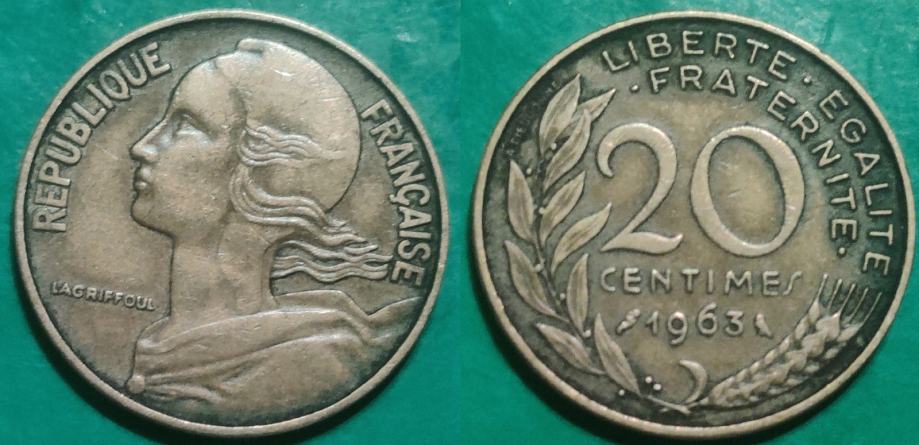 REPUBLIQUE FRANÇAISE
LAGRIFFOUL
LIBERTE · EGALITE
· FRATERNITE ·
20
CENTIMES
1963